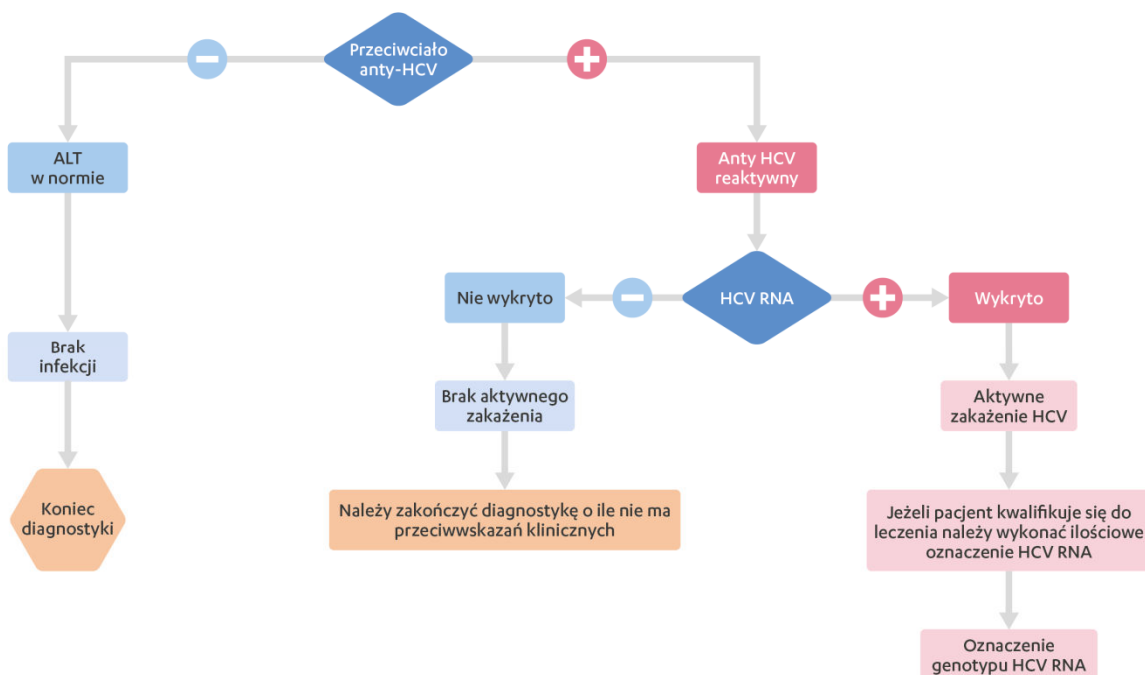 Przeciwciało
anty-HCV
ALT
w normie
Anty HCV
reaktywny
Nie wykryto
HCV RNA
Wykryto
Brak
infekcji
Brak aktywnego
zakażenia
Aktywne
zakażenie HCV
Koniec
diagnostyki
Należy zakończyć diagnostykę o ile nie ma
przeciwwskazań klinicznych
Jeżeli pacjent kwalifikuje się do
leczenia należy wykonać ilościowe
oznaczenie HCV RNA
Oznaczenie
genotypu HCV RNA